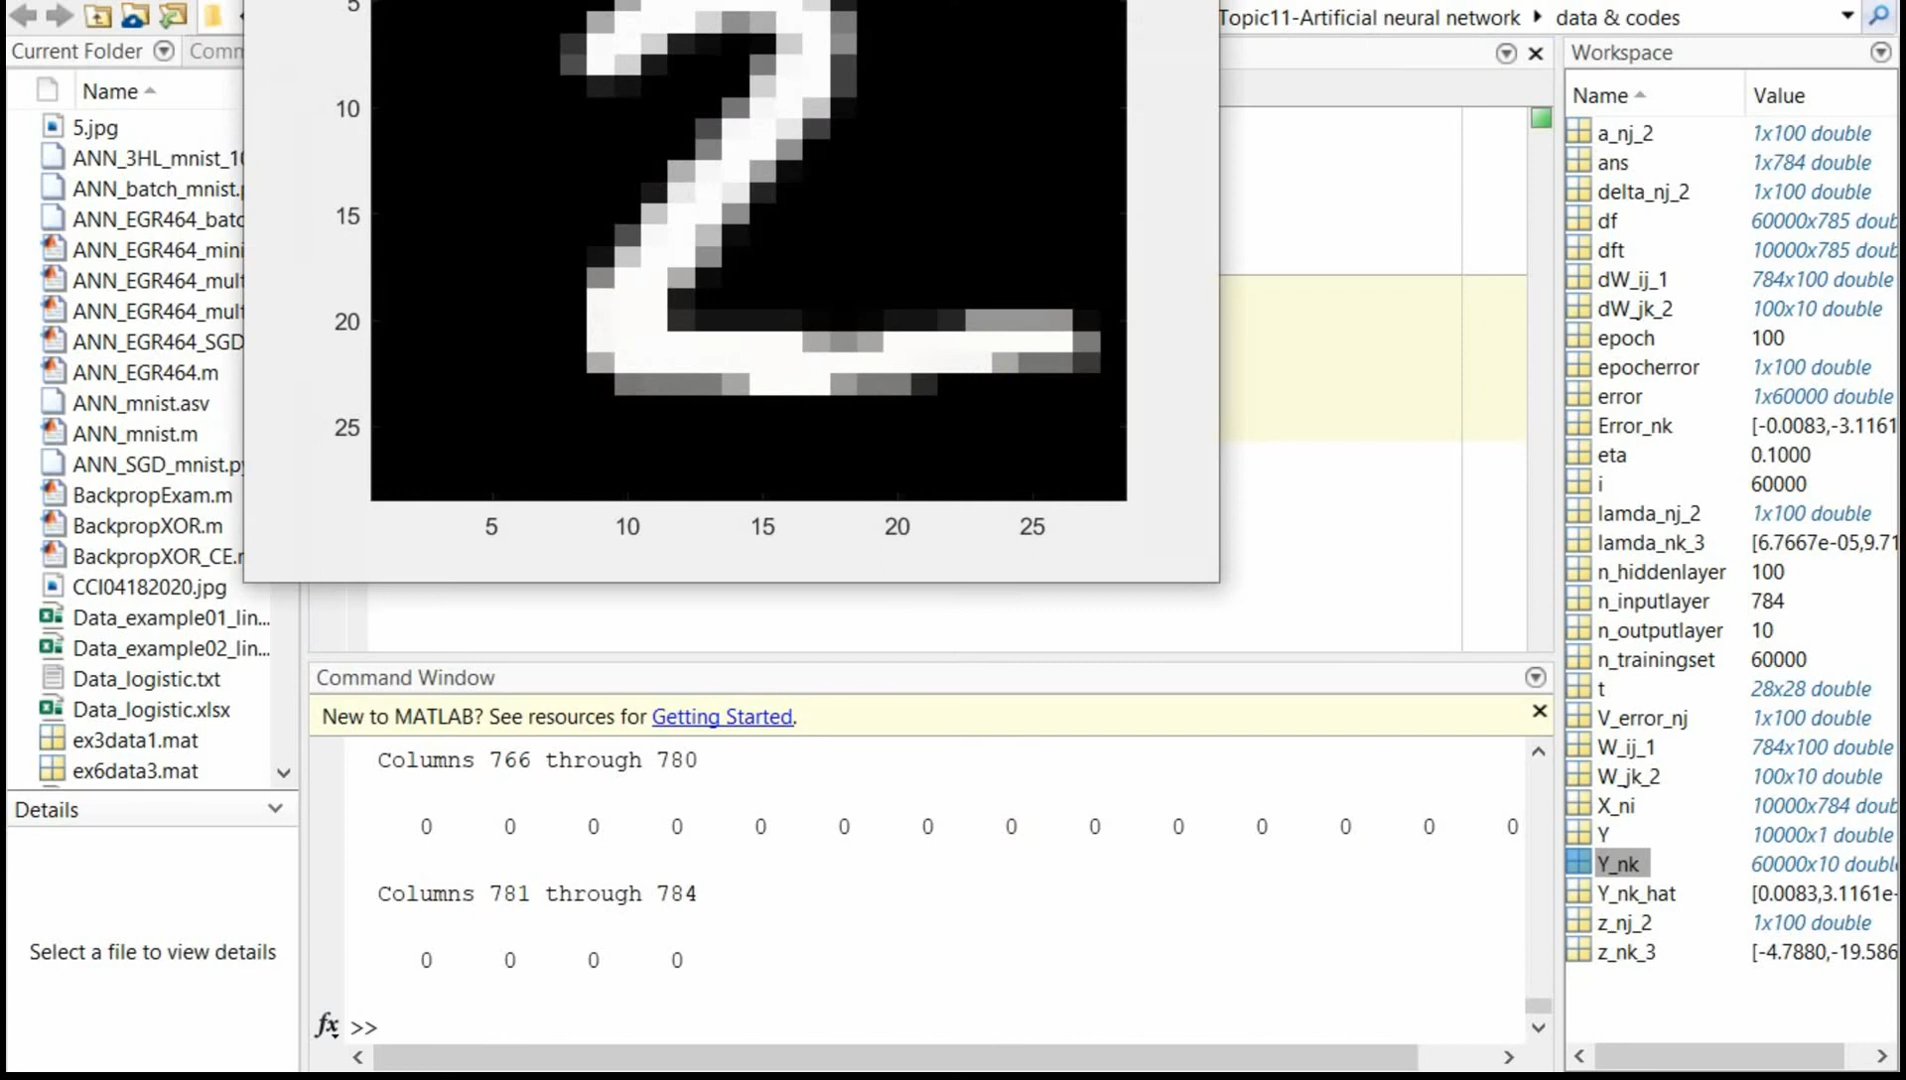 Topic11-Artificial neural network
data & codes
Current Folder
Name
5.jpg
ANN_3HL_mnist_10
ANN_batch_mnist.p
ANN_EGR464_batc
ANN_EGR464_mini
ANN_EGR464_mult
ANN_EGR464_mult
ANN_EGR464_SGD
ANN_EGR464.m
ANN_mnist.asv
ANN_mnist.m
ANN_SGD_mnist.py
BackpropExam.m
BackpropXOR.m
BackpropXOR_CE.r
CCI04182020.jpg
Data_example01_lin...
Data_example02_lin...
Data_logistic.txt
Data_logistic.xlsx
ex3data1.mat
ex6data3.mat
Details
Select a file to view details
5
10
15
20
25
5 10 15 20 25
Command Window
New to MATLAB? See resources for Getting Started.
Columns 766 through 780
0 0 0 0 0 0 0 0 0 0 0 0 0 0
Columns 781 through 784
0 0 0 0
fx >>
Workspace
Name Value
a_nj_2 1x100 double
ans 1x784 double
delta_nj_2 1x100 double
df 60000x785 doub
dft 10000x785 doub
dW_ij_1 784x100 double
dW_jk_2 100x10 double
epoch 100
epocherror 1x100 double
error 1x60000 double
Error_nk [-0.0083,-3.1161
eta 0.1000
i 60000
lamda_nj_2 1x100 double
lamda_nk_3 [6.7667e-05,9.71
n_hiddenlayer 100
n_inputlayer 784
n_outputlayer 10
n_trainingset 60000
t 28x28 double
V_error_nj 1x100 double
W_ij_1 784x100 double
W_jk_2 100x10 double
X_ni 10000x784 doub
Y 10000x1 double
Y_nk 60000x10 doubl
Y_nk_hat [0.0083,3.1161e-
z_nj_2 1x100 double
z_nk_3 [-4.7880,-19.586